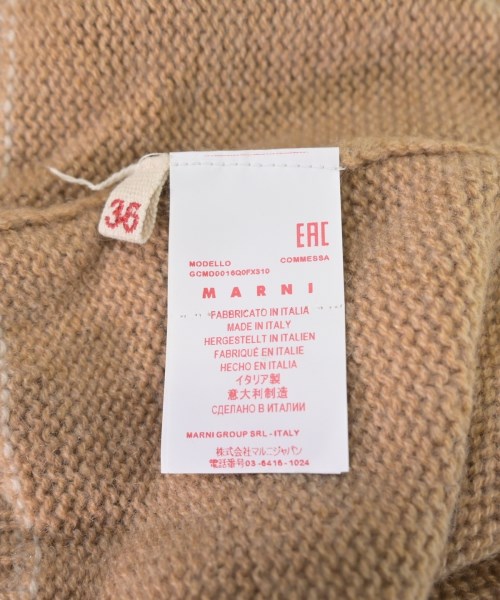 36
EAC
MODELLO COMMESSA
GCMD0016Q0FX310
MARNI
FABBRICATO IN ITALIA
MADE IN ITALY
HERGESTELLT IN ITALIEN
FABRIQUÉ EN ITALIE
HECHO EN ITALIA
イタリア製
意大利制造
СДЕЛАНО В ИТАЛИИ
MARNI GROUP SRL - ITALY
株式会社マルニジャパン
電話番号03-6416-1024